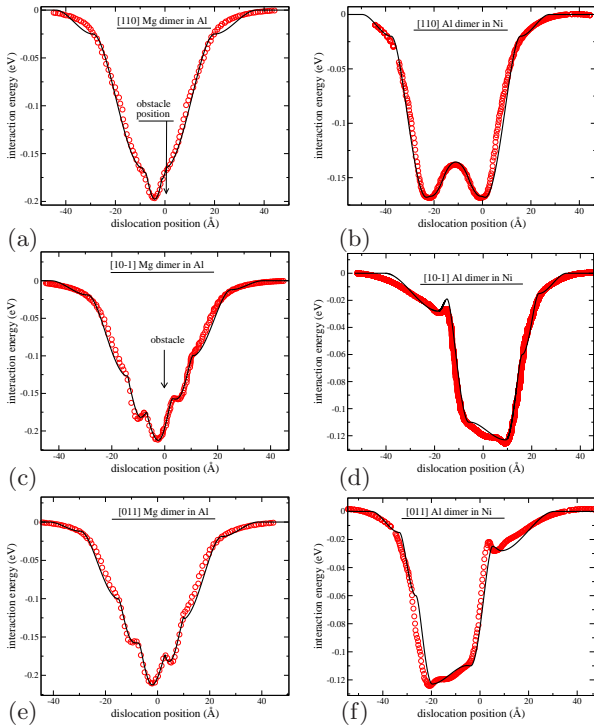 [110] Mg dimer in Al
obstacle
position
interaction energy (eV)
0
-0.05
-0.1
-0.15
-0.2
-40 -20 0 20 40
dislocation position (Å)
(a)
[110] Al dimer in Ni
interaction energy (eV)
0
-0.05
-0.10
-0.15
-40 -20 0 20 40
dislocation position (Å)
(b)
[10-1] Mg dimer in Al
obstacle
interaction energy (eV)
0
-0.05
-0.1
-0.15
-0.2
-40 -20 0 20 40
dislocation position (Å)
(c)
[10-1] Al dimer in Ni
interaction energy (eV)
0
-0.02
-0.04
-0.06
-0.08
-0.10
-0.12
-40 -20 0 20 40
dislocation position (Å)
(d)
[011] Mg dimer in Al
interaction energy (eV)
0
-0.05
-0.1
-0.15
-0.2
-40 -20 0 20 40
dislocation position (Å)
(e)
[011] Al dimer in Ni
interaction energy (eV)
0
-0.02
-0.04
-0.06
-0.08
-0.10
-0.12
-40 -20 0 20 40
dislocation position (Å)
(f)